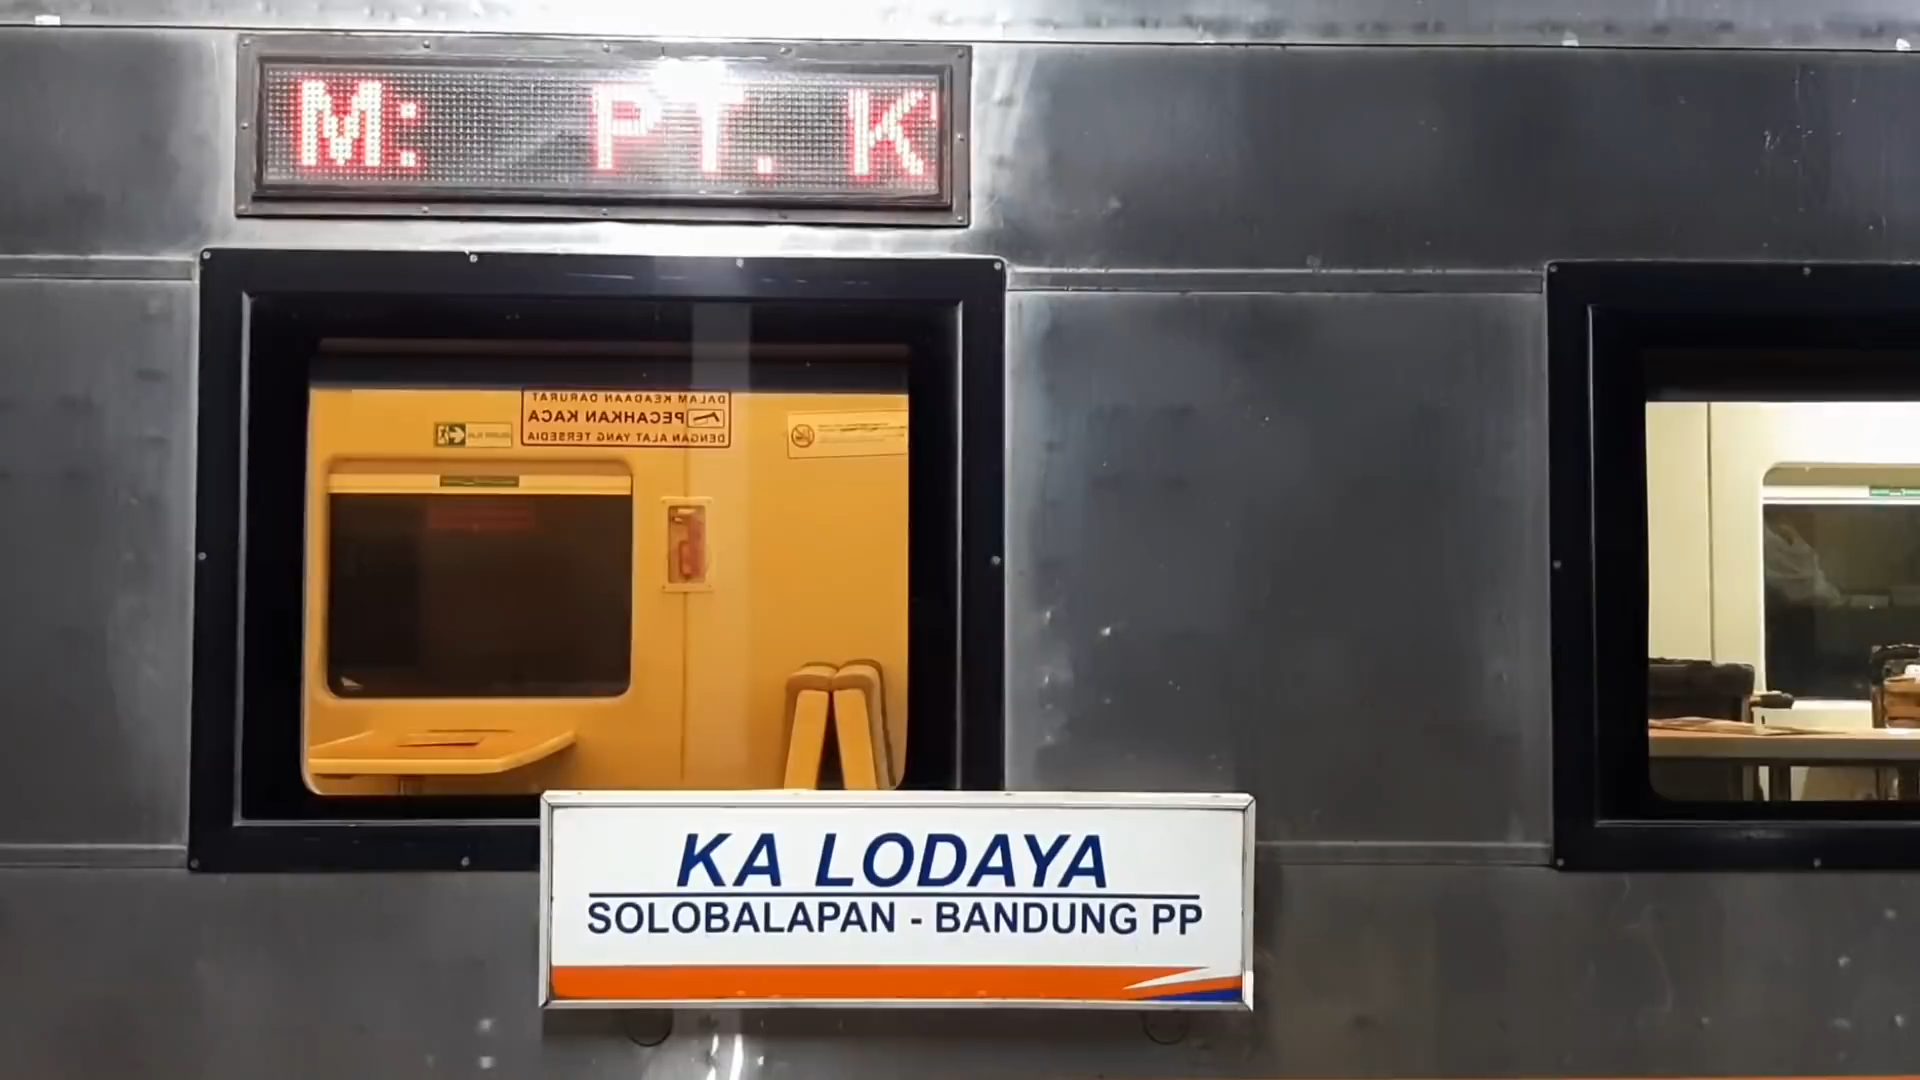 M: PT. K
DALAM KEADAAN DARURAT
PECAHKAN KACA
DENGAN ALAT YANG TERSEDIA
KA LODAYA
SOLOBALAPAN - BANDUNG PP